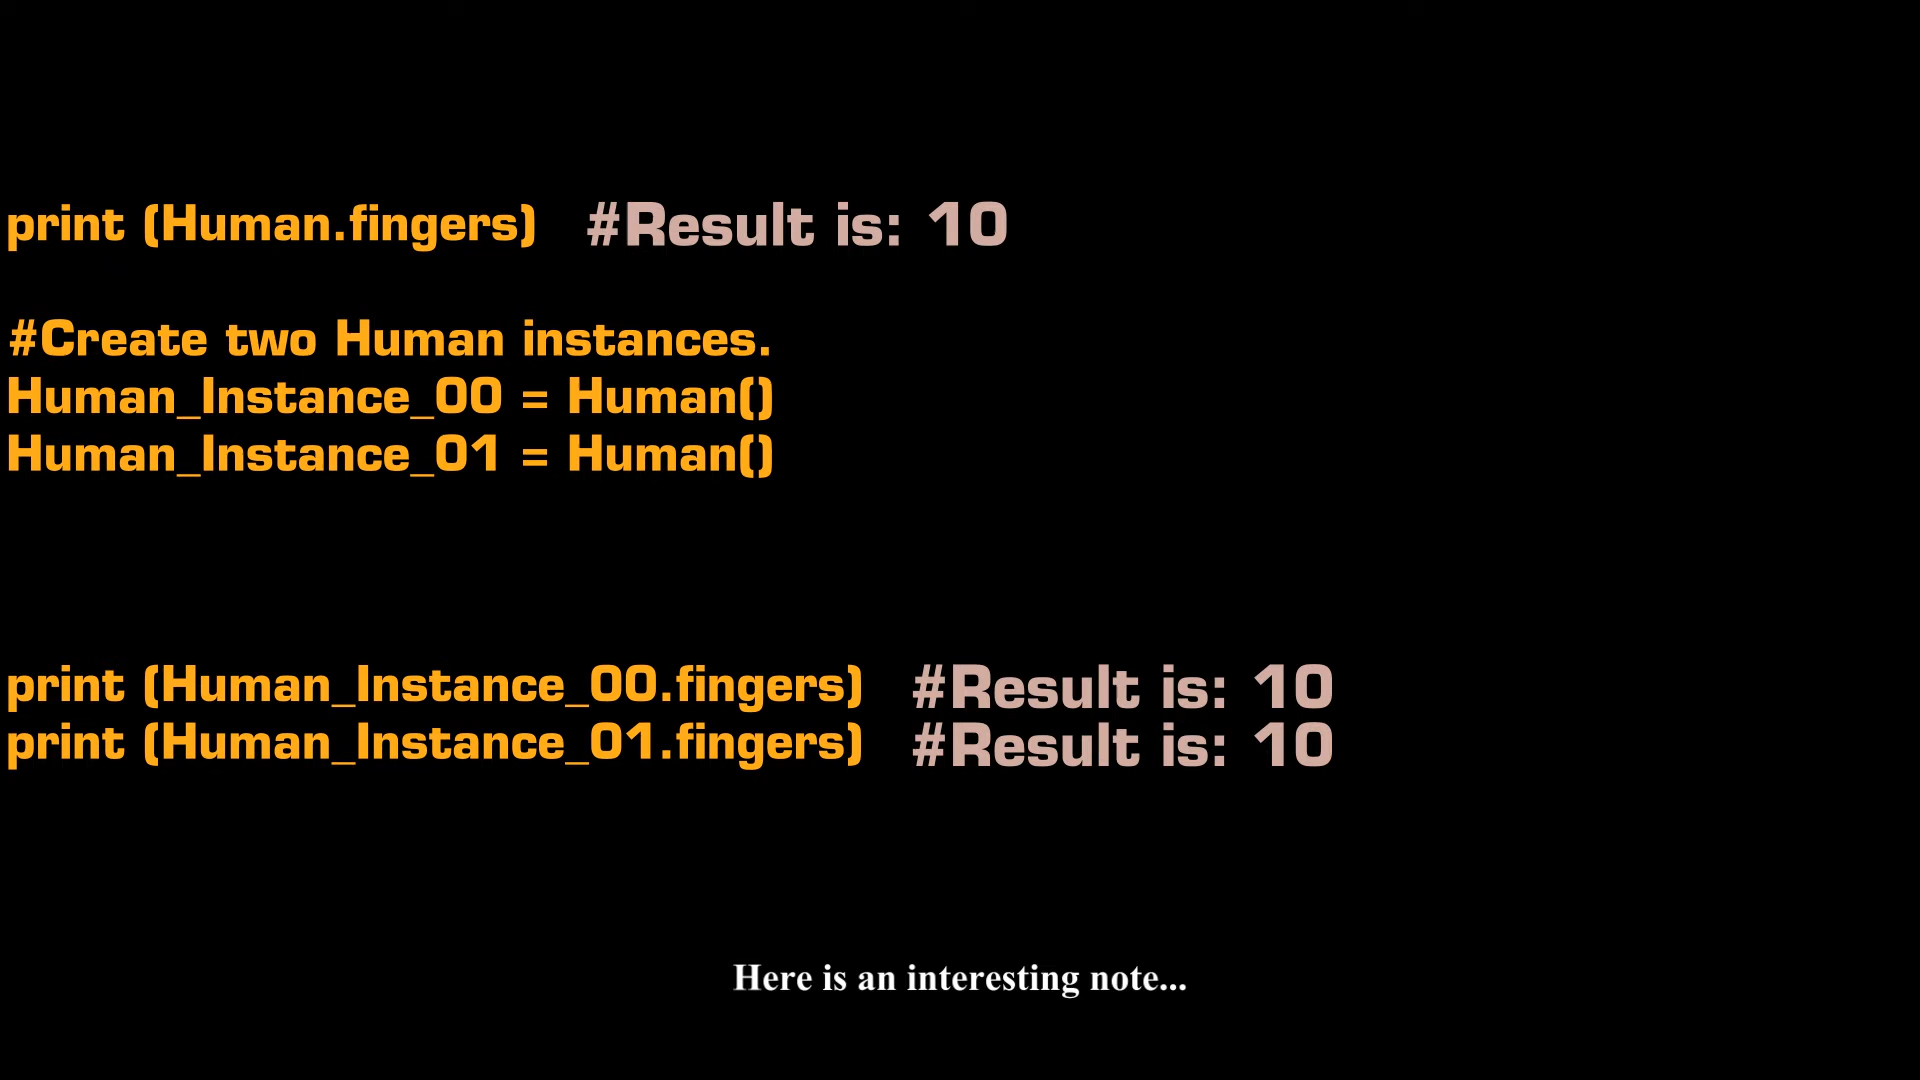 print (Human.fingers) #Result is: 10
#Create two Human instances.
Human_Instance_00 = Human()
Human_Instance_01 = Human()
print (Human_Instance_00.fingers) #Result is: 10
print (Human_Instance_01.fingers) #Result is: 10
Here is an interesting note...